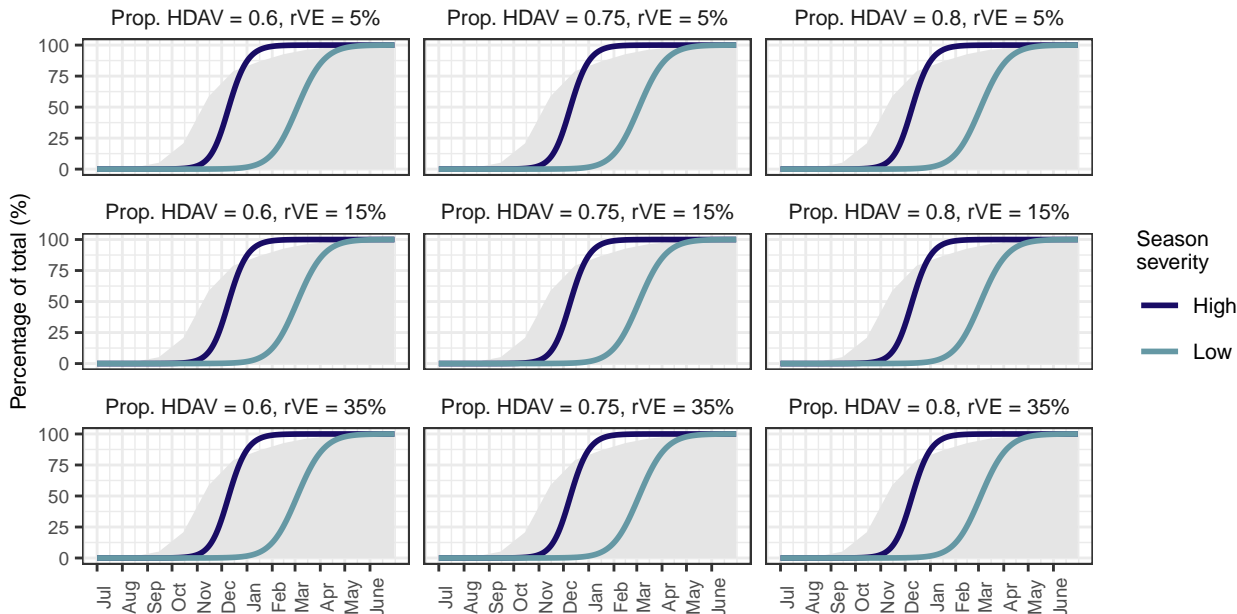 Prop. HDAV = 0.6, rVE = 5%
Prop. HDAV = 0.75, rVE = 5%
Prop. HDAV = 0.8, rVE = 5%
100
75
50
25
0
Prop. HDAV = 0.6, rVE = 15%
Prop. HDAV = 0.75, rVE = 15%
Prop. HDAV = 0.8, rVE = 15%
100
75
50
25
0
Prop. HDAV = 0.6, rVE = 35%
Prop. HDAV = 0.75, rVE = 35%
Prop. HDAV = 0.8, rVE = 35%
100
75
50
25
0
Percentage of total (%)
Jul Aug Sep Oct Nov Dec Jan Feb Mar Apr May June
Jul Aug Sep Oct Nov Dec Jan Feb Mar Apr May June
Jul Aug Sep Oct Nov Dec Jan Feb Mar Apr May June
Season
severity
High
Low